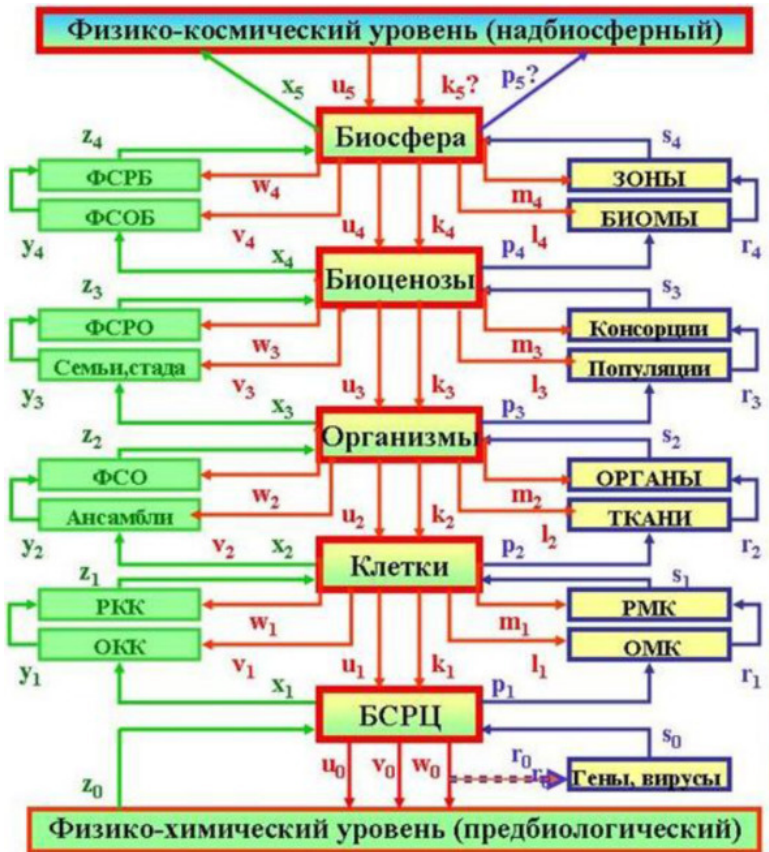 Физико-космический уровень (надбиосферный)
x5 u5 k5? p5?
Биосфера
z4 s4
ФСРБ w4 m4 ЗОНЫ
ФСОБ БИОМЫ
y4 v4 u4 k4 l4 r4
x4 p4
Биоценозы
z3 s3
ФСРО w3 m3 Консорции
Семьи,стада Популяции
y3 v3 u3 k3 l3 r3
x3 p3
Организмы
z2 s2
ФСО w2 m2 ОРГАНЫ
Ансамбли ТКАНИ
y2 v2 x2 u2 k2 p2 l2 r2
Клетки
z1 s1
РКК w1 m1 РМК
ОКК ОМК
y1 v1 u1 k1 l1 r1
x1 p1
БСРЦ
s0
u0 v0 w0 r0
Гены, вирусы
z0
Физико-химический уровень (предбиологический)